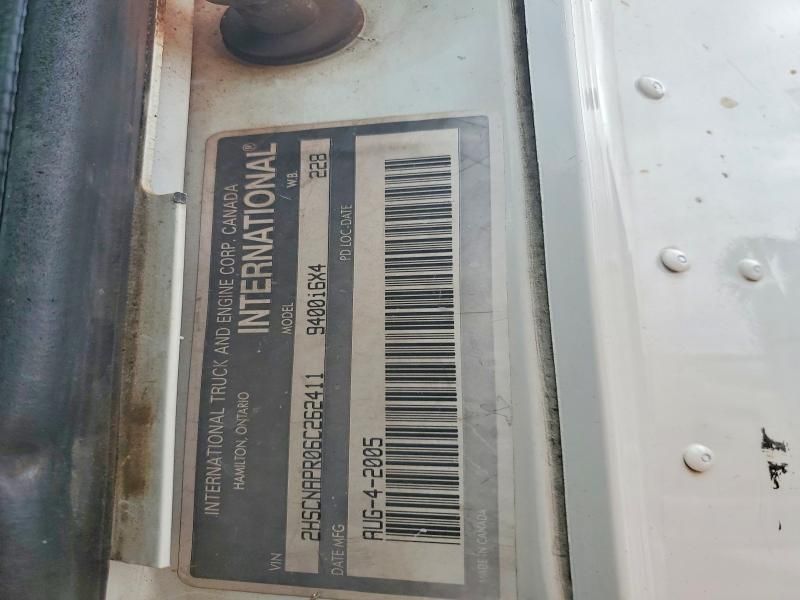 INTERNATIONAL TRUCK AND ENGINE CORP. CANADA
HAMILTON, ONTARIO
INTERNATIONAL®
VIN MODEL W.B.
2HSCNAPR06C262411 9400i6X4 228
DATE MFG PD LOC-DATE
AUG-4-2005
MADE IN CANADA